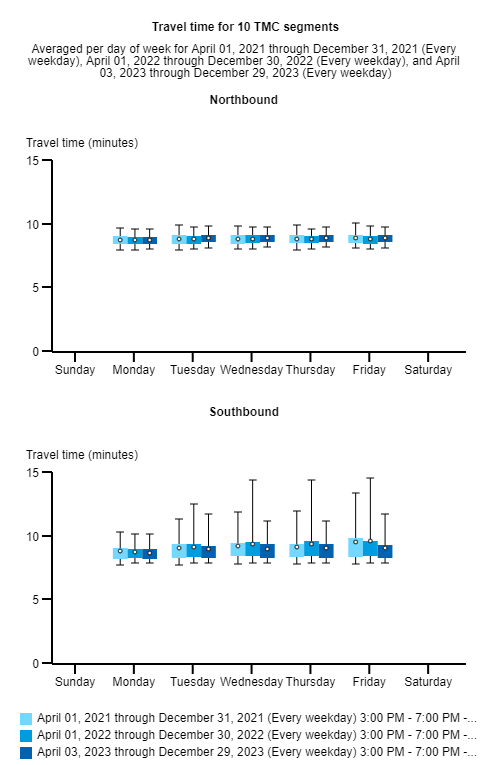 Travel time for 10 TMC segments
Averaged per day of week for April 01, 2021 through December 31, 2021 (Every
weekday), April 01, 2022 through December 30, 2022 (Every weekday), and April
03, 2023 through December 29, 2023 (Every weekday)
Northbound
Travel time (minutes)
15
10
5
0
Sunday Monday Tuesday Wednesday Thursday Friday Saturday
Southbound
Travel time (minutes)
15
10
5
0
Sunday Monday Tuesday Wednesday Thursday Friday Saturday
April 01, 2021 through December 31, 2021 (Every weekday) 3:00 PM - 7:00 PM -...
April 01, 2022 through December 30, 2022 (Every weekday) 3:00 PM - 7:00 PM -...
April 03, 2023 through December 29, 2023 (Every weekday) 3:00 PM - 7:00 PM -...